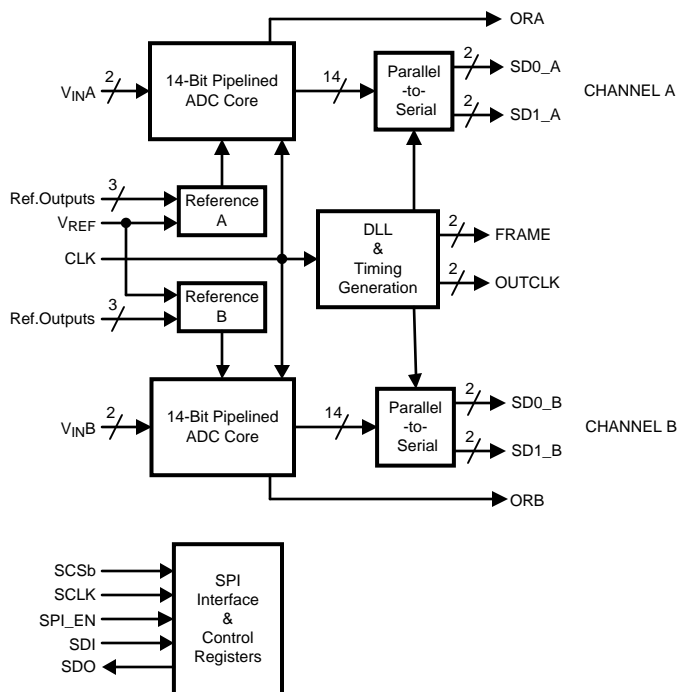 ORA
2
V_INA
14-Bit Pipelined
ADC Core
14
Parallel
-to-
Serial
2
SD0_A
2
SD1_A
CHANNEL A
Ref.Outputs
3
Reference
A
V_REF
CLK
DLL
&
Timing
Generation
2
FRAME
2
OUTCLK
Reference
B
Ref.Outputs
3
V_INB
2
14-Bit Pipelined
ADC Core
14
Parallel
-to-
Serial
2
SD0_B
2
SD1_B
CHANNEL B
ORB
SCSb
SCLK
SPI_EN
SDI
SDO
SPI
Interface
&
Control
Registers